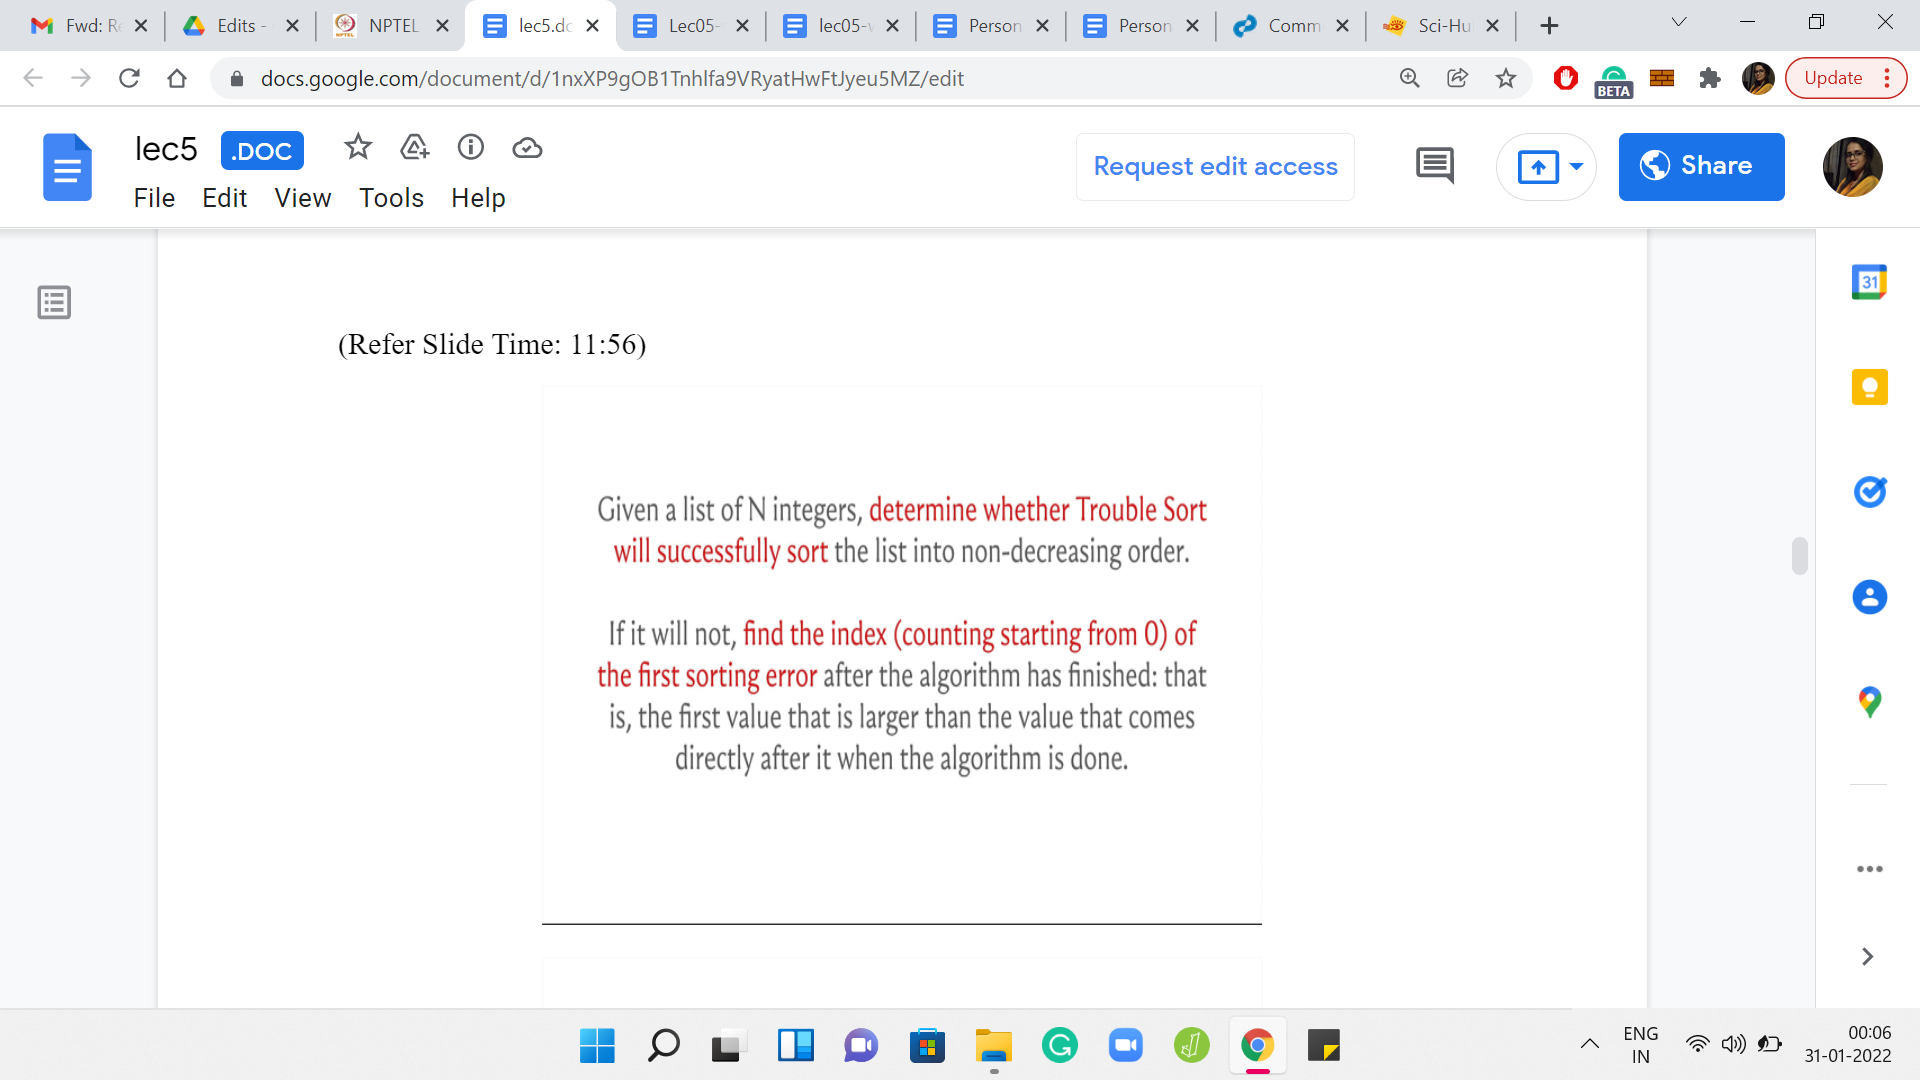 Fwd: Re
Edits -
NPTEL
lec5.do
Lec05-
lec05-v
Person
Person
Comm
Sci-Hu
docs.google.com/document/d/1nxXP9gOB1Tnhlfa9VRyatHwFtJyeu5MZ/edit
BETA
Update
lec5 .DOC
Request edit access
Share
File Edit View Tools Help
31
(Refer Slide Time: 11:56)
Given a list of N integers, determine whether Trouble Sort
will successfully sort the list into non-decreasing order.
If it will not, find the index (counting starting from 0) of
the first sorting error after the algorithm has finished: that
is, the first value that is larger than the value that comes
directly after it when the algorithm is done.
ENG
IN
00:06
31-01-2022